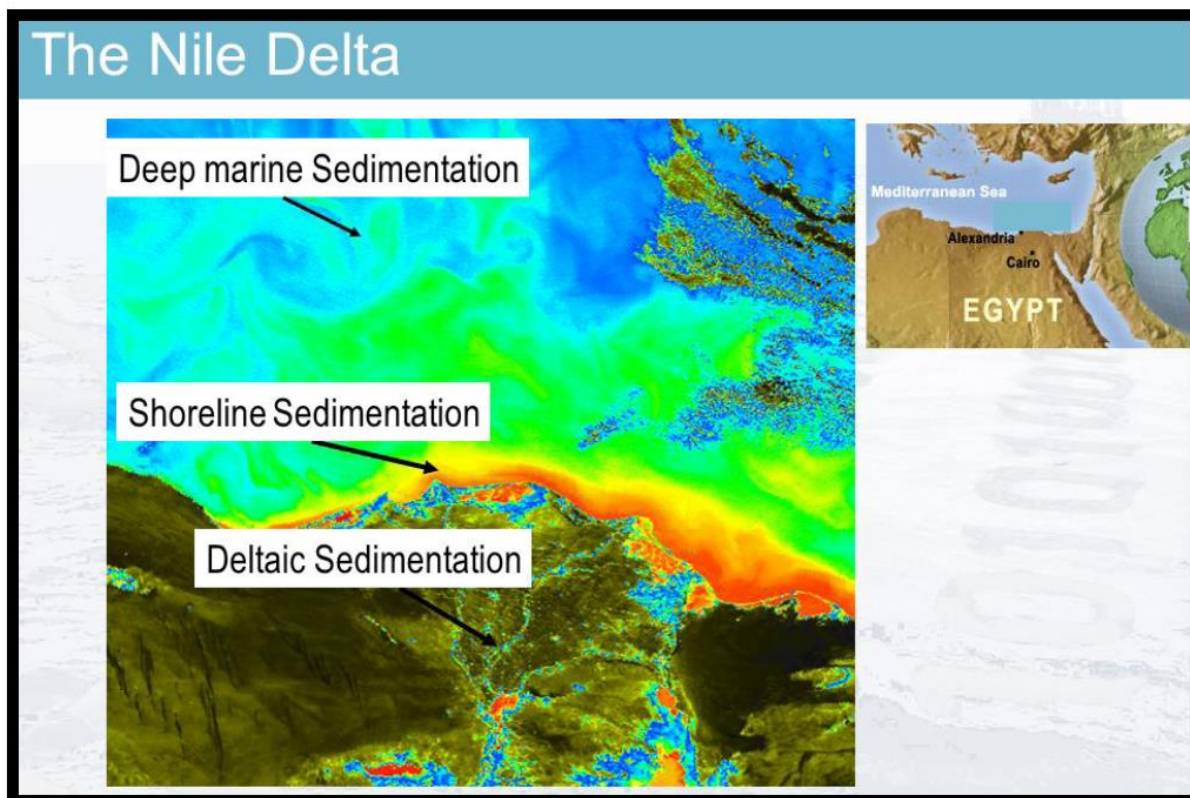 The Nile Delta
Deep marine Sedimentation
Shoreline Sedimentation
Deltaic Sedimentation
Mediterranean Sea
Alexandria
Cairo
EGYPT